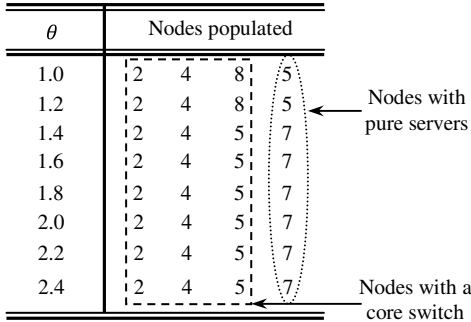 θ Nodes populated
1.0 2 4 8 5
1.2 2 4 8 5
1.4 2 4 5 7
1.6 2 4 5 7
1.8 2 4 5 7
2.0 2 4 5 7
2.2 2 4 5 7
2.4 2 4 5 7
Nodes with
pure servers
Nodes with a
core switch